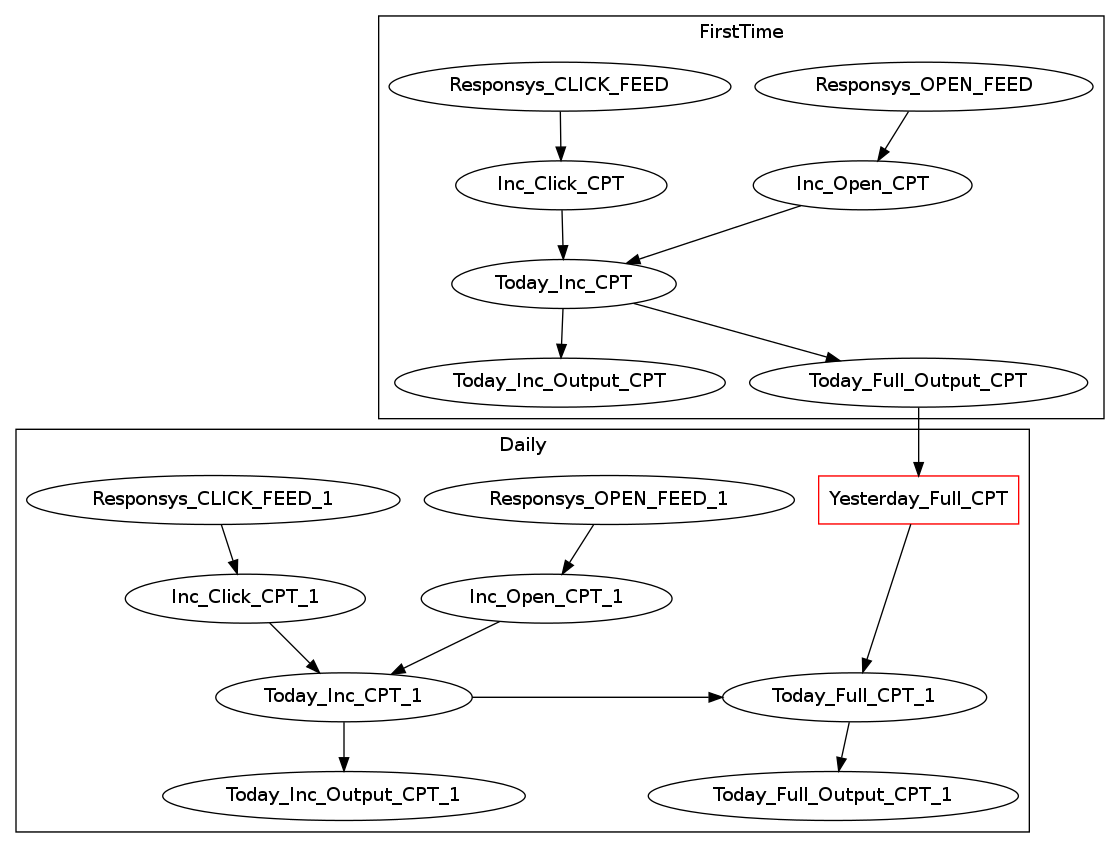 FirstTime
Responsys_CLICK_FEED
Responsys_OPEN_FEED
Inc_Click_CPT
Inc_Open_CPT
Today_Inc_CPT
Today_Inc_Output_CPT
Today_Full_Output_CPT
Daily
Responsys_CLICK_FEED_1
Responsys_OPEN_FEED_1
Yesterday_Full_CPT
Inc_Click_CPT_1
Inc_Open_CPT_1
Today_Inc_CPT_1
Today_Full_CPT_1
Today_Inc_Output_CPT_1
Today_Full_Output_CPT_1